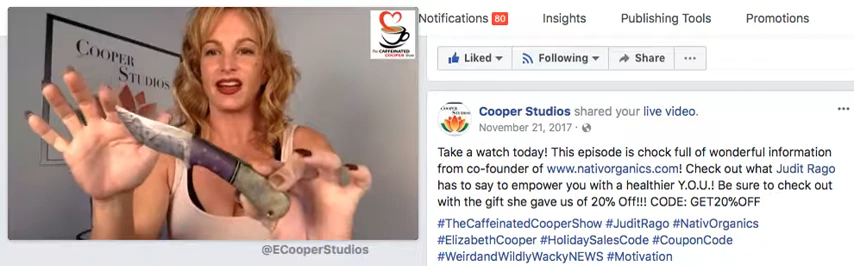 COOPER
STUDIOS
The CAFFEINATED
COOPER Show
@ECooperStudios
Notifications 80
Insights
Publishing Tools
Promotions
Liked
Following
Share
Cooper Studios shared your live video.
November 21, 2017 ·
Take a watch today! This episode is chock full of wonderful information
from co-founder of www.nativorganics.com! Check out what Judit Rago
has to say to empower you with a healthier Y.O.U.! Be sure to check out
with the gift she gave us of 20% Off!!! CODE: GET20%OFF
#TheCaffeinatedCooperShow #JuditRago #NativOrganics
#ElizabethCooper #HolidaySalesCode #CouponCode
#WeirdandWildlyWackyNEWS #Motivation